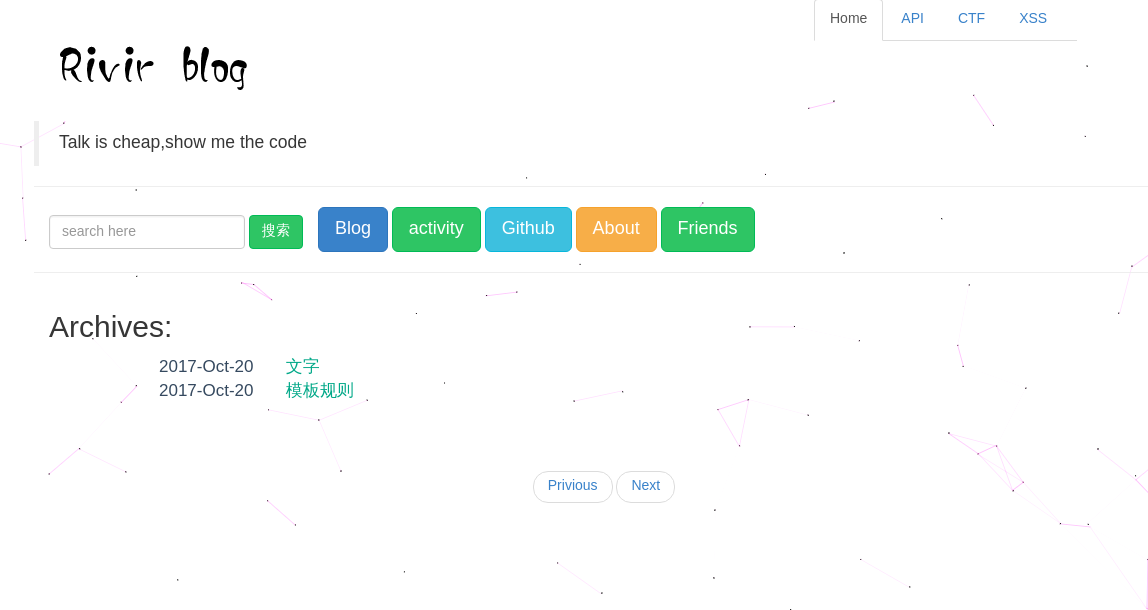 Home API CTF XSS
Rivir blog
Talk is cheap,show me the code
search here 搜索 Blog activity Github About Friends
Archives:
2017-Oct-20 文字
2017-Oct-20 模板规则
Privious Next